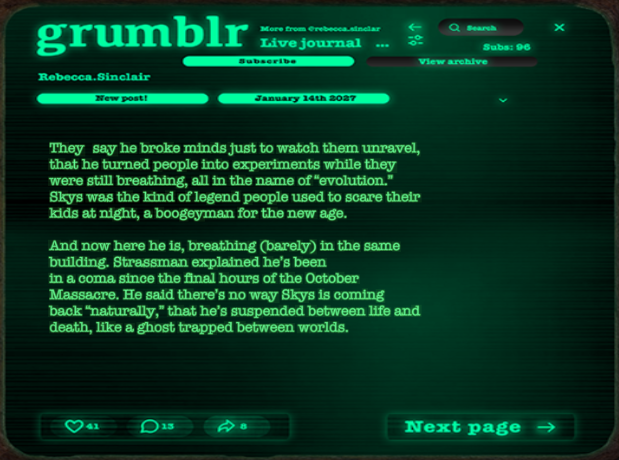 grumblr
More from @rebecca.sinclar
Live journal ...
Search
Subs: 96
Subscribe
View archive
Rebecca.Sinclair
New post!
January 14th 2027
They say he broke minds just to watch them unravel,
that he turned people into experiments while they
were still breathing, all in the name of “evolution.”
Skys was the kind of legend people used to scare their
kids at night, a boogeyman for the new age.
And now here he is, breathing (barely) in the same
building. Strassman explained he’s been
in a coma since the final hours of the October
Massacre. He said there’s no way Skys is coming
back “naturally,” that he’s suspended between life and
death, like a ghost trapped between worlds.
41
13
8
Next page